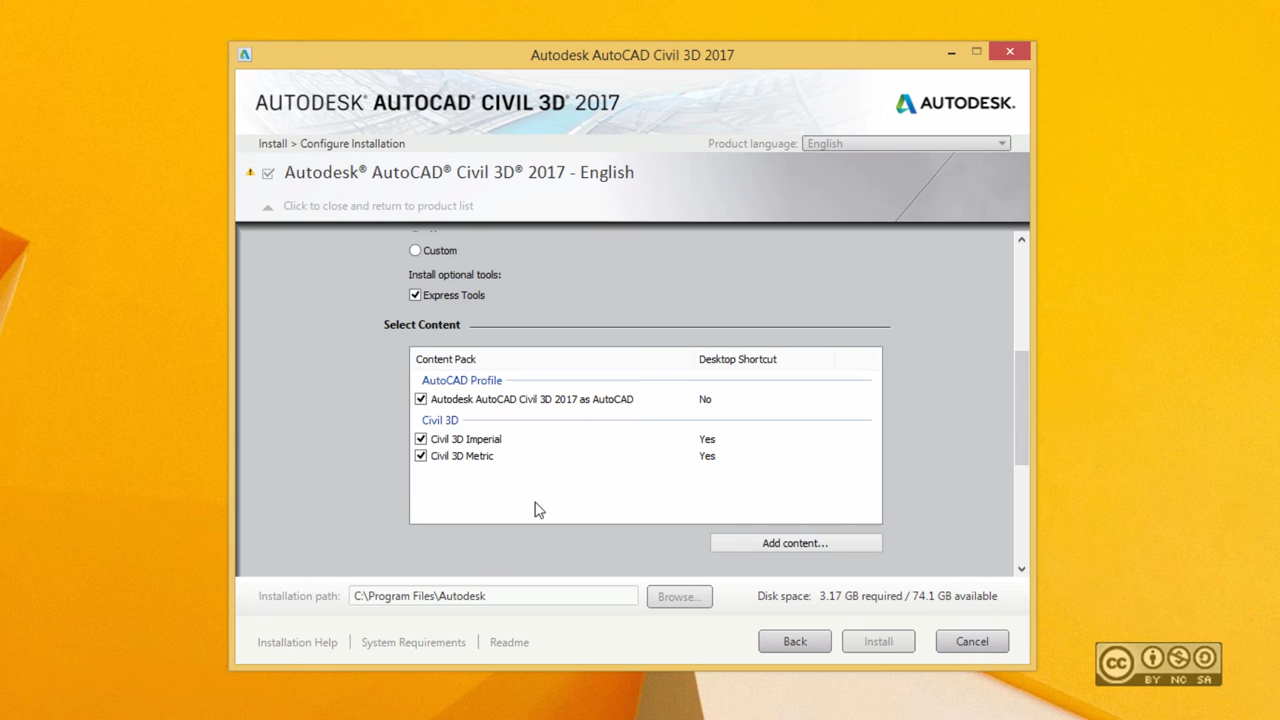 Autodesk AutoCAD Civil 3D 2017
AUTODESK® AUTOCAD® CIVIL 3D® 2017
AUTODESK.
Install > Configure Installation
Product language: English
Autodesk® AutoCAD® Civil 3D® 2017 - English
Click to close and return to product list
Custom
Install optional tools:
Express Tools
Select Content
Content Pack Desktop Shortcut
AutoCAD Profile
Autodesk AutoCAD Civil 3D 2017 as AutoCAD No
Civil 3D
Civil 3D Imperial Yes
Civil 3D Metric Yes
Add content...
Installation path: C:\Program Files\Autodesk Browse... Disk space: 3.17 GB required / 74.1 GB available
Installation Help System Requirements Readme Back Install Cancel
cc
BY NC SA